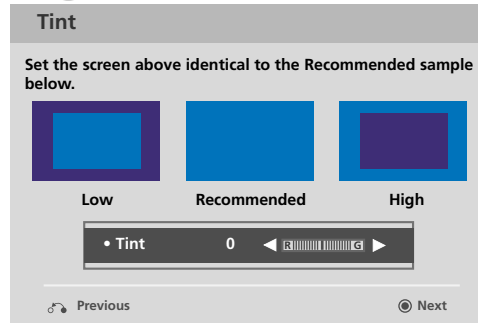 Tint
Set the screen above identical to the Recommended sample
below.
Low Recommended High
• Tint 0 ◀ R G ▶
Previous Next